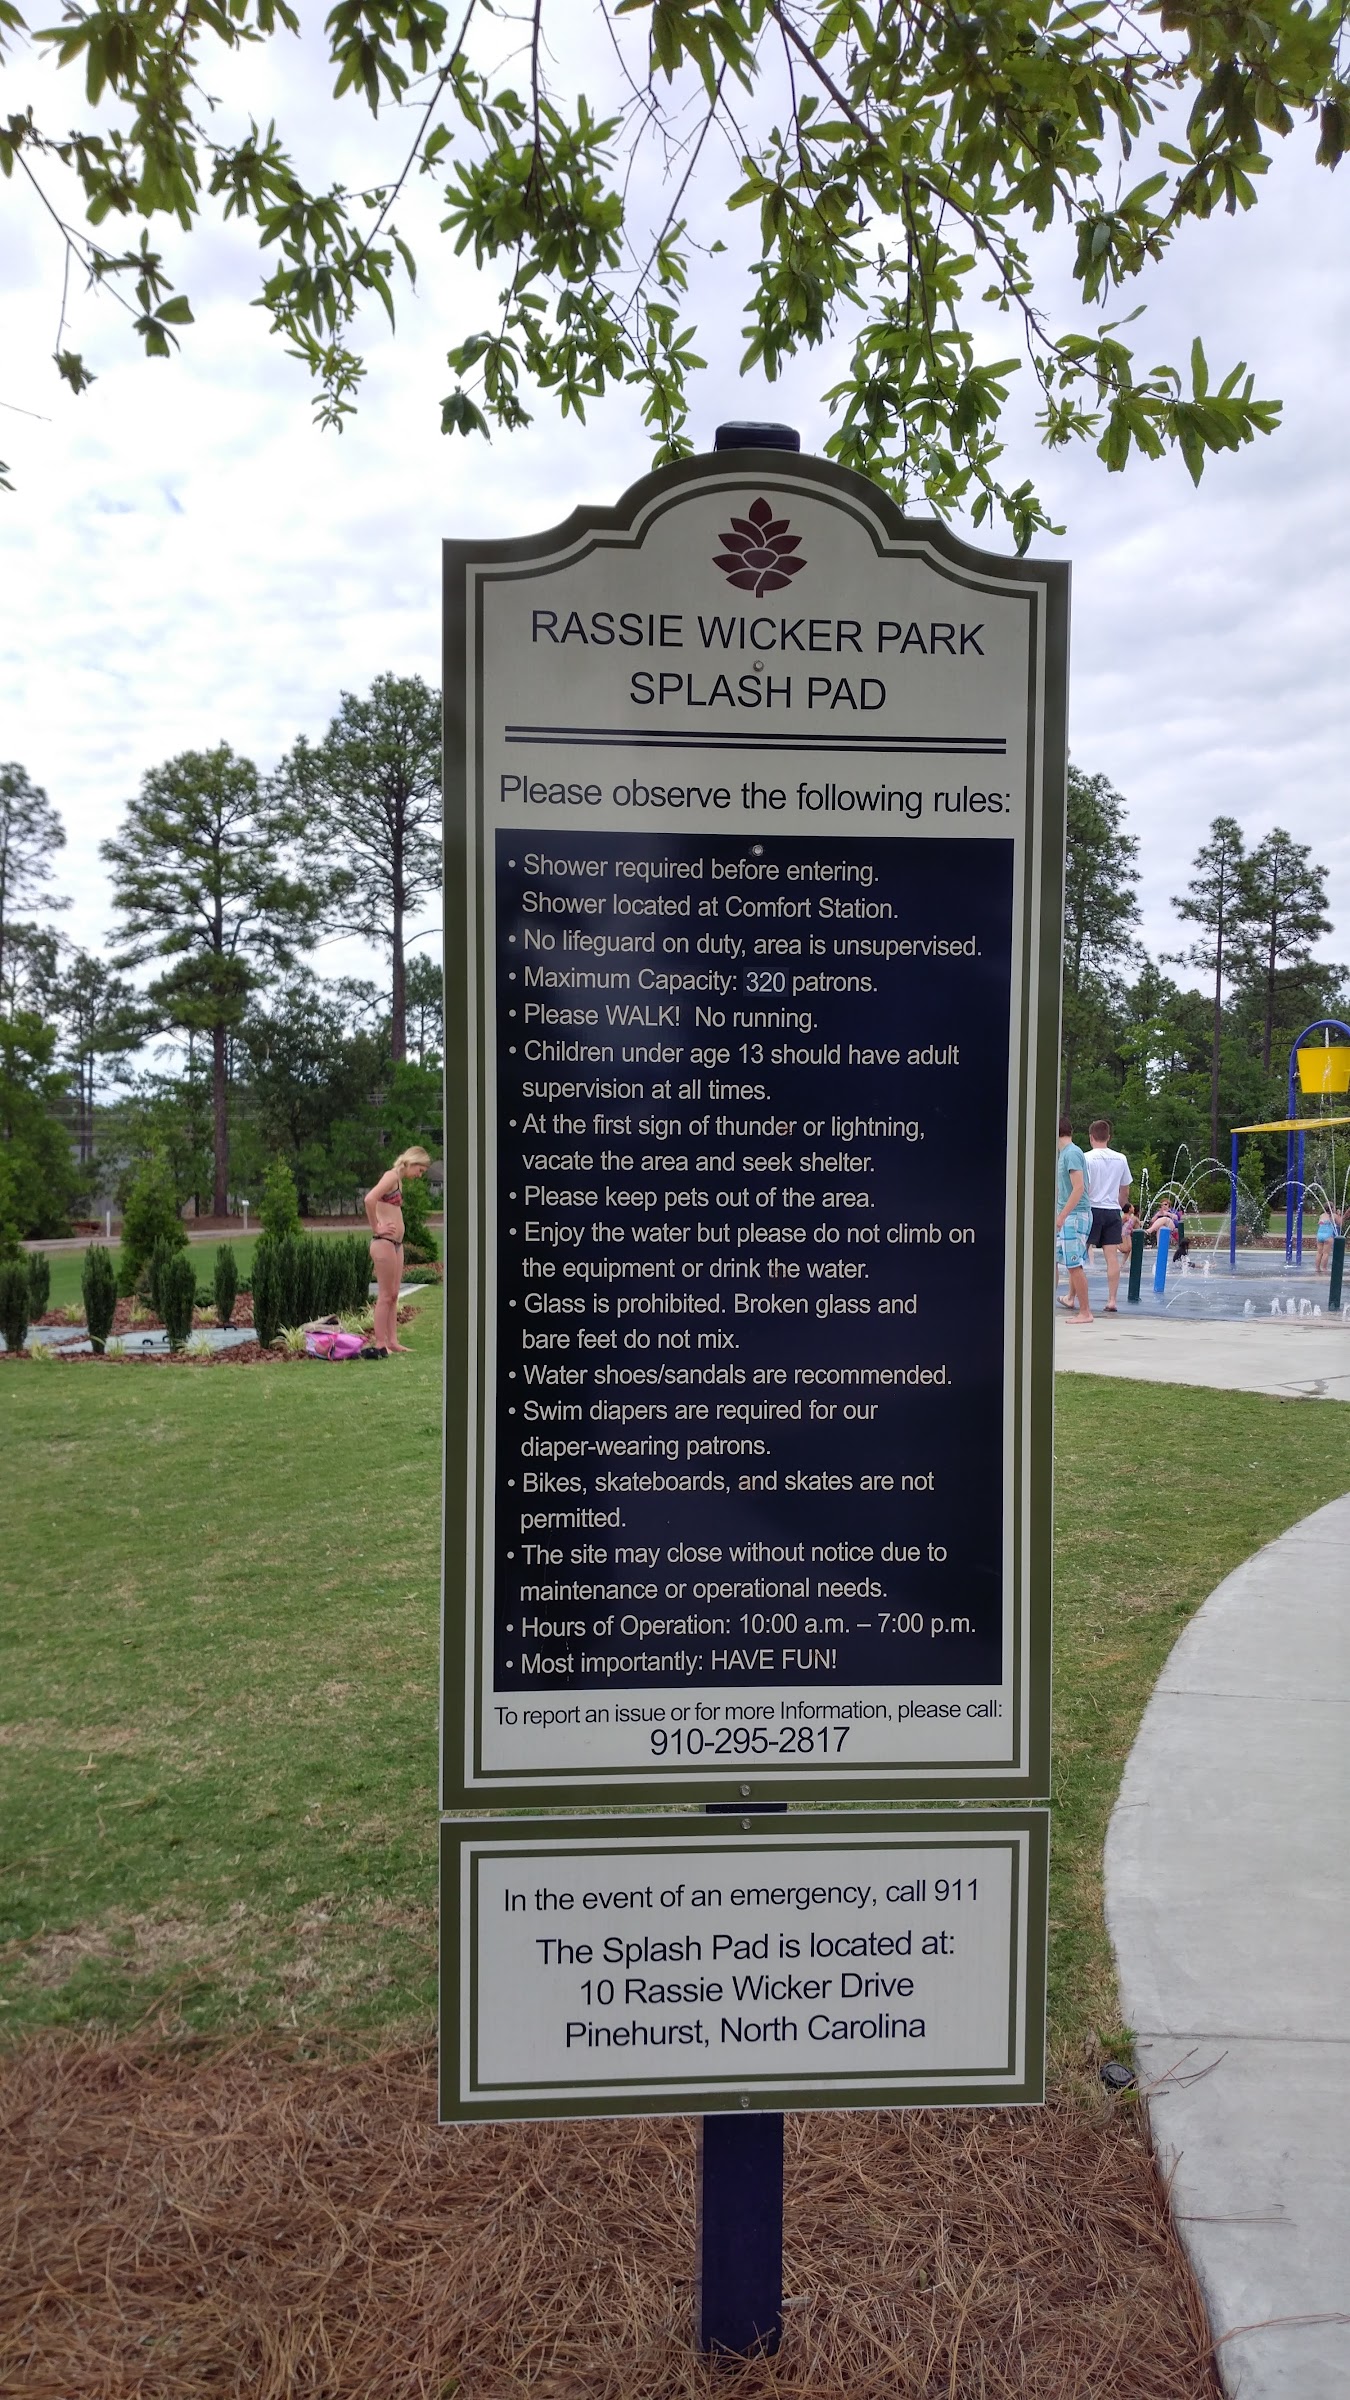 RASSIE WICKER PARK
SPLASH PAD
Please observe the following rules:
• Shower required before entering.
Shower located at Comfort Station.
• No lifeguard on duty, area is unsupervised.
• Maximum Capacity: 320 patrons.
• Please WALK! No running.
• Children under age 13 should have adult
supervision at all times.
• At the first sign of thunder or lightning,
vacate the area and seek shelter.
• Please keep pets out of the area.
• Enjoy the water but please do not climb on
the equipment or drink the water.
• Glass is prohibited. Broken glass and
bare feet do not mix.
• Water shoes/sandals are recommended.
• Swim diapers are required for our
diaper-wearing patrons.
• Bikes, skateboards, and skates are not
permitted.
• The site may close without notice due to
maintenance or operational needs.
• Hours of Operation: 10:00 a.m. – 7:00 p.m.
• Most importantly: HAVE FUN!
To report an issue or for more Information, please call:
910-295-2817
In the event of an emergency, call 911
The Splash Pad is located at:
10 Rassie Wicker Drive
Pinehurst, North Carolina